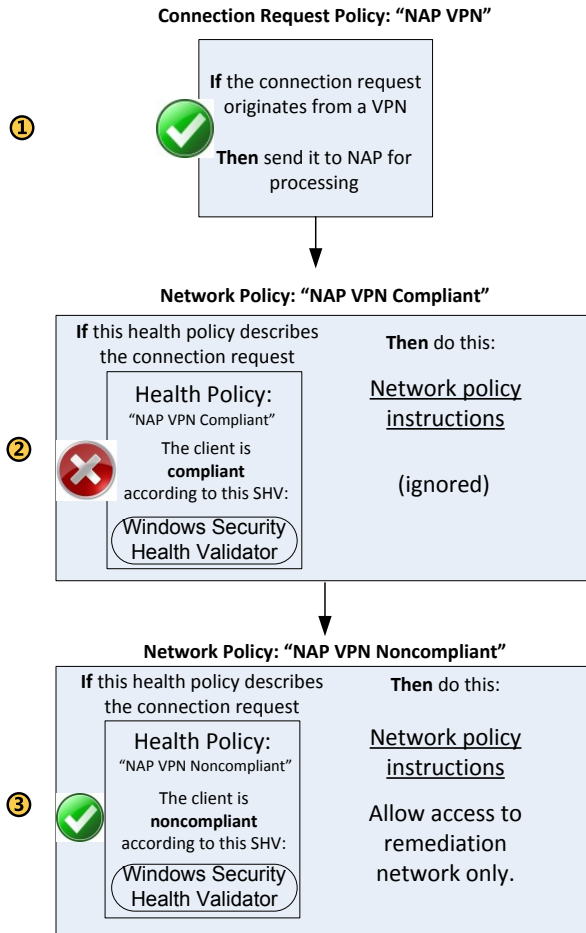 Connection Request Policy: “NAP VPN”
①
If the connection request
originates from a VPN
Then send it to NAP for
processing
Network Policy: “NAP VPN Compliant”
②
If this health policy describes
the connection request
Health Policy:
“NAP VPN Compliant”
The client is
compliant
according to this SHV:
Windows Security
Health Validator
Then do this:
Network policy
instructions
(ignored)
Network Policy: “NAP VPN Noncompliant”
③
If this health policy describes
the connection request
Health Policy:
“NAP VPN Noncompliant”
The client is
noncompliant
according to this SHV:
Windows Security
Health Validator
Then do this:
Network policy
instructions
Allow access to
remediation
network only.